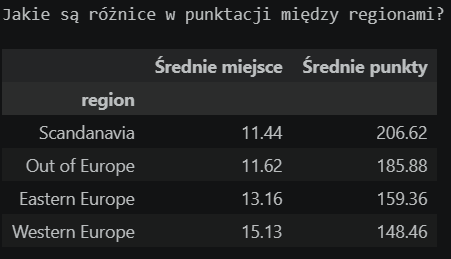 Jakie są różnice w punktacji między regionami?
Średnie miejsce Średnie punkty
region
Scandanavia 11.44 206.62
Out of Europe 11.62 185.88
Eastern Europe 13.16 159.36
Western Europe 15.13 148.46